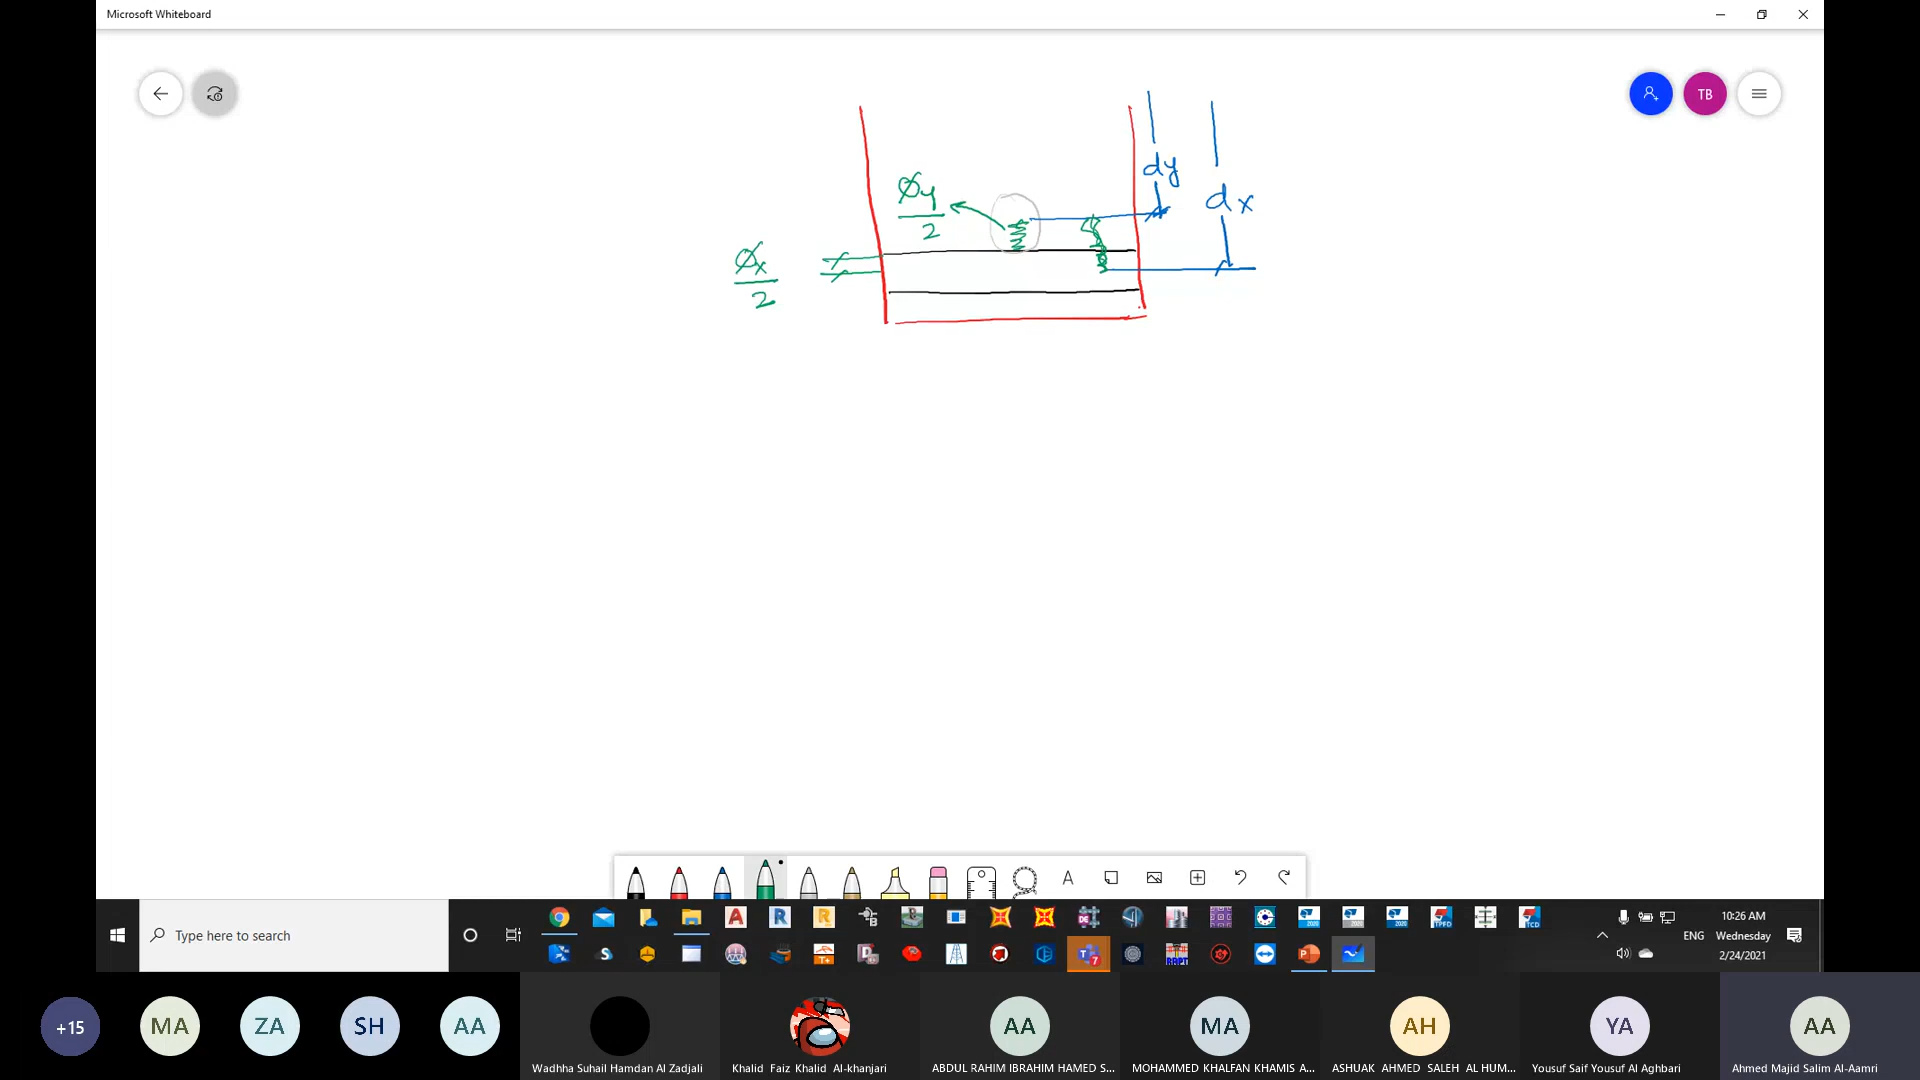 Microsoft Whiteboard
TB
dy
dx
Øy
2
Øx
2
A
Type here to search
ENG
10:26 AM
Wednesday
2/24/2021
+15
MA
ZA
SH
AA
AA
MA
AH
YA
AA
Wadhha Suhail Hamdan Al Zadjali
Khalid Faiz Khalid Al-khanjari
ABDUL RAHIM IBRAHIM HAMED S...
MOHAMMED KHALFAN KHAMIS A...
ASHUAK AHMED SALEH AL HUM...
Yousuf Saif Yousuf Al Aghbari
Ahmed Majid Salim Al-Aamri